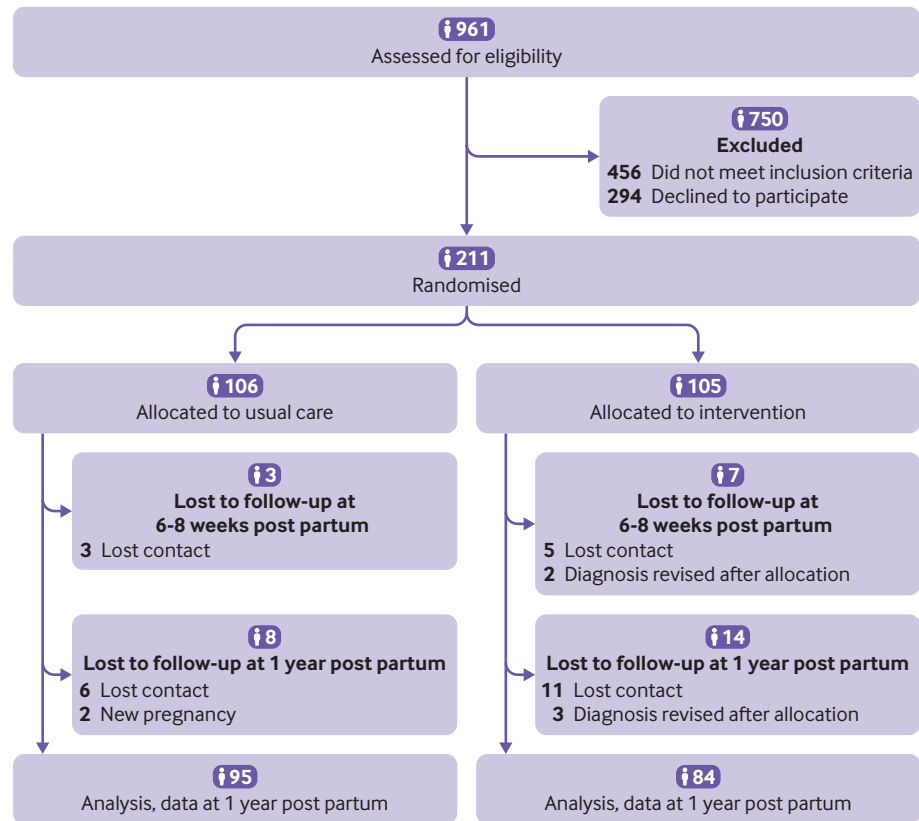 961
Assessed for eligibility
750
Excluded
456 Did not meet inclusion criteria
294 Declined to participate
211
Randomised
106
Allocated to usual care
105
Allocated to intervention
3
Lost to follow-up at
6-8 weeks post partum
3 Lost contact
7
Lost to follow-up at
6-8 weeks post partum
5 Lost contact
2 Diagnosis revised after allocation
8
Lost to follow-up at 1 year post partum
6 Lost contact
2 New pregnancy
14
Lost to follow-up at 1 year post partum
11 Lost contact
3 Diagnosis revised after allocation
95
Analysis, data at 1 year post partum
84
Analysis, data at 1 year post partum